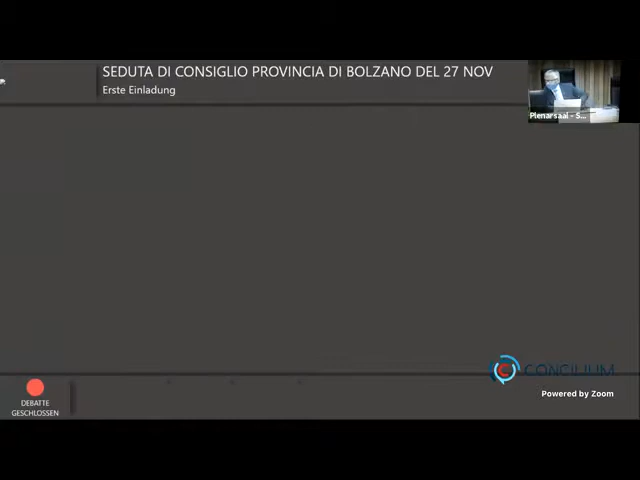 SEDUTA DI CONSIGLIO PROVINCIA DI BOLZANO DEL 27 NOV
Erste Einladung
Plenarsaal - S...
CONCILIUM
Powered by Zoom
DEBATTE
GESCHLOSSEN